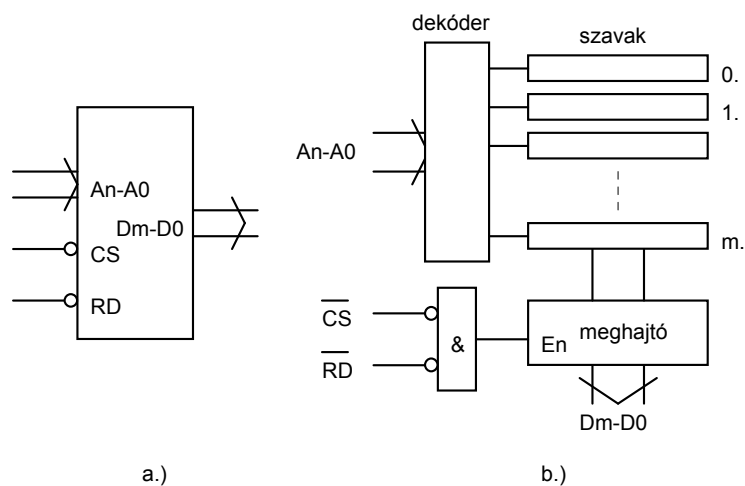 An-A0
Dm-D0
CS
RD
a.)
dekóder
szavak
0.
1.
An-A0
m.
CS
RD
&
En
meghajtó
Dm-D0
b.)